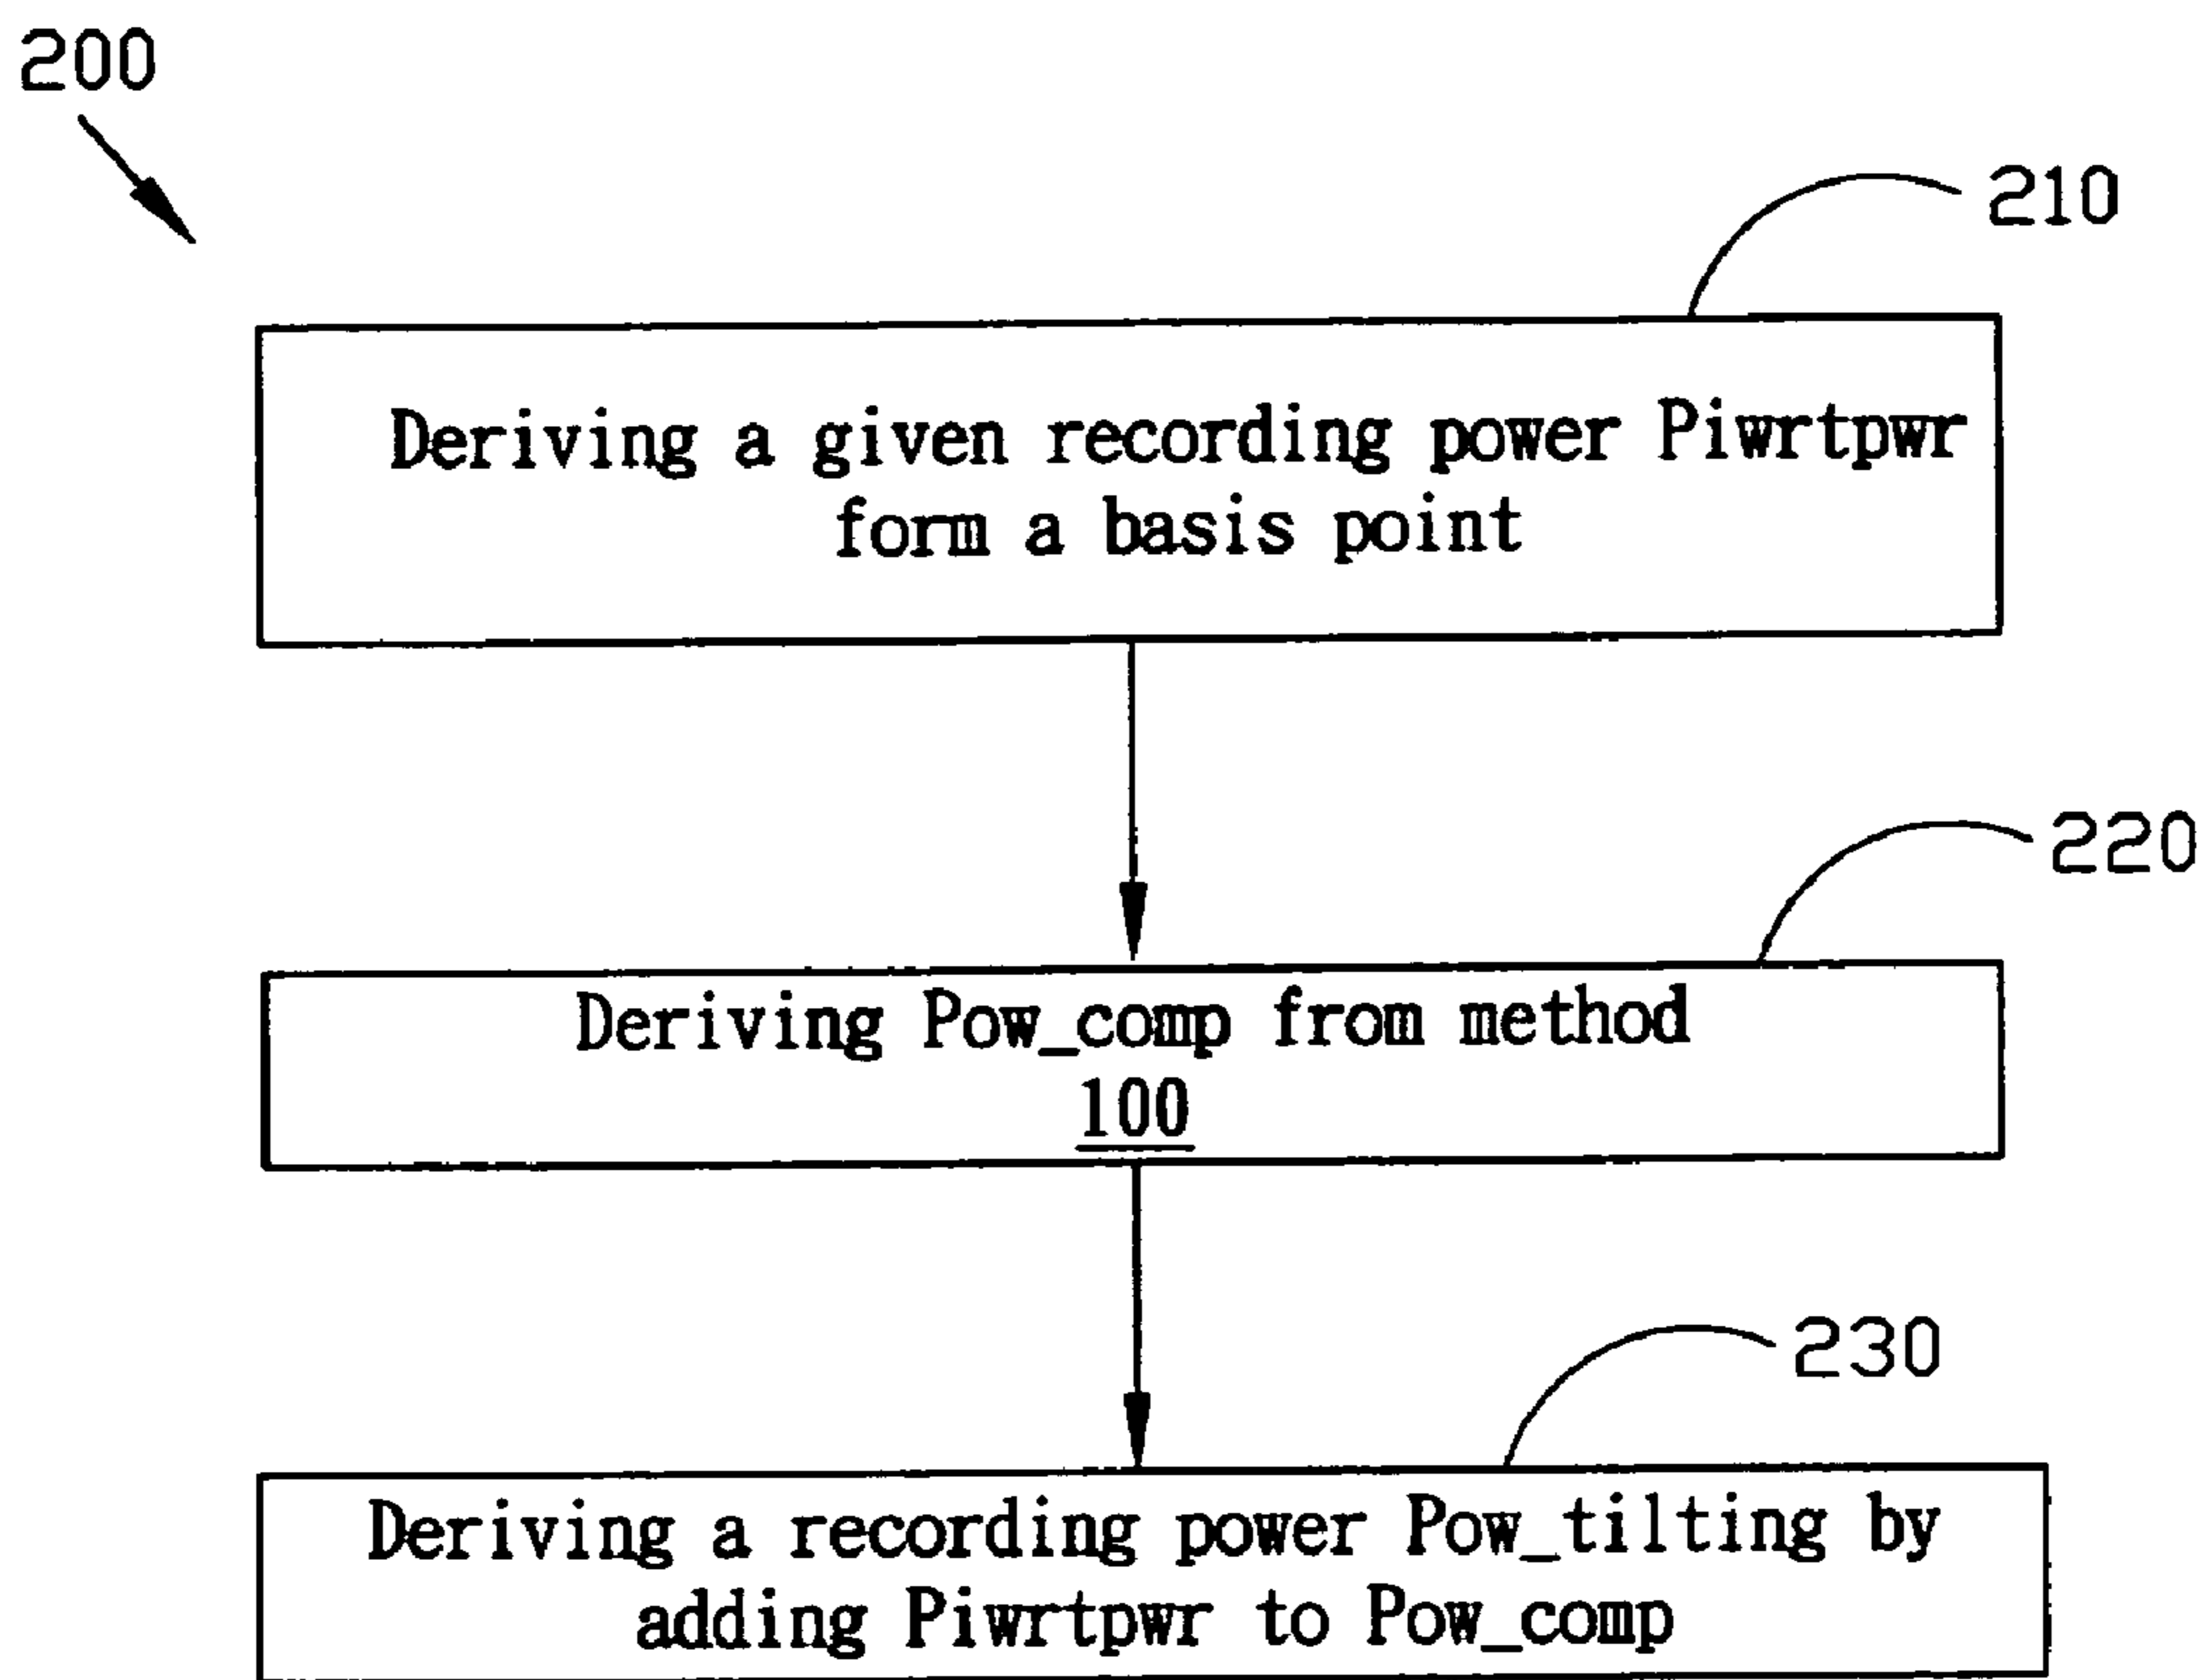 200
210
Deriving a given recording power Piwrtpwr
form a basis point
220
Deriving Pow_comp from method
100
230
Deriving a recording power Pow_tilting by
adding Piwrtpwr to Pow_comp